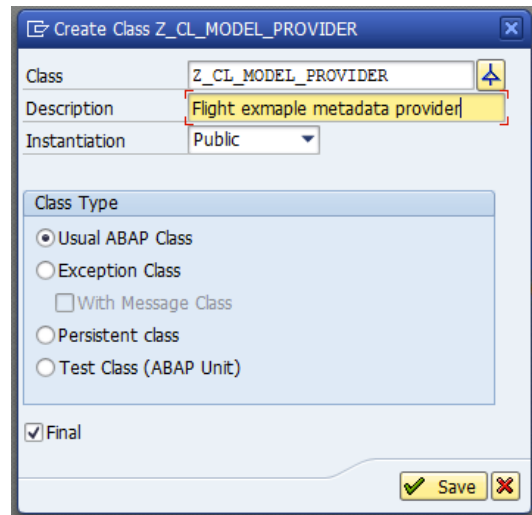 Create Class Z_CL_MODEL_PROVIDER
Class Z_CL_MODEL_PROVIDER
Description Flight exmaple metadata provider
Instantiation Public
Class Type
Usual ABAP Class
Exception Class
With Message Class
Persistent class
Test Class (ABAP Unit)
Final
Save